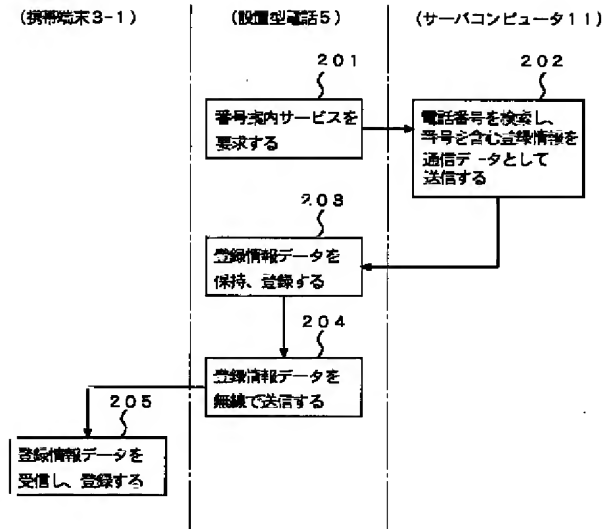 (携帯端末3-1)
(設置型電話5)
(サーバコンピュータ11)
201
202
番号案内サービスを
要求する
電話番号を検索し、
番号を含む登録情報を
通信データとして
送信する
203
登録情報データを
保持、登録する
204
登録情報データを
無線で送信する
205
登録情報データを
受信し、登録する